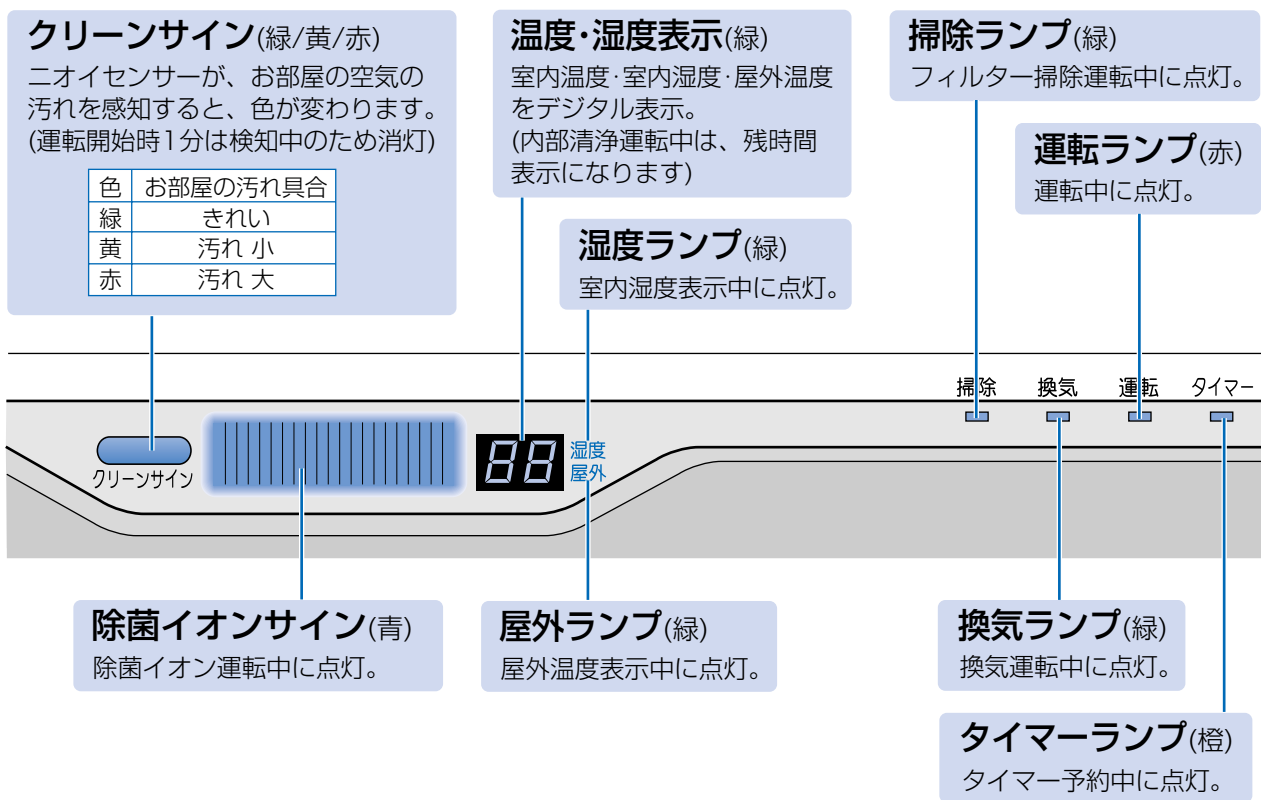 クリーンサイン(緑/黄/赤)
ニオイセンサーが、お部屋の空気の
汚れを感知すると、色が変わります。
(運転開始時1分は検知中のため消灯)
色 お部屋の汚れ具合
緑 きれい
黄 汚れ 小
赤 汚れ 大
温度・湿度表示(緑)
室内温度・室内湿度・屋外温度
をデジタル表示。
(内部清浄運転中は、残時間
表示になります)
湿度ランプ(緑)
室内湿度表示中に点灯。
掃除ランプ(緑)
フィルター掃除運転中に点灯。
運転ランプ(赤)
運転中に点灯。
掃除 換気 運転 タイマー
クリーンサイン
88
湿度
屋外
除菌イオンサイン(青)
除菌イオン運転中に点灯。
屋外ランプ(緑)
屋外温度表示中に点灯。
換気ランプ(緑)
換気運転中に点灯。
タイマーランプ(橙)
タイマー予約中に点灯。